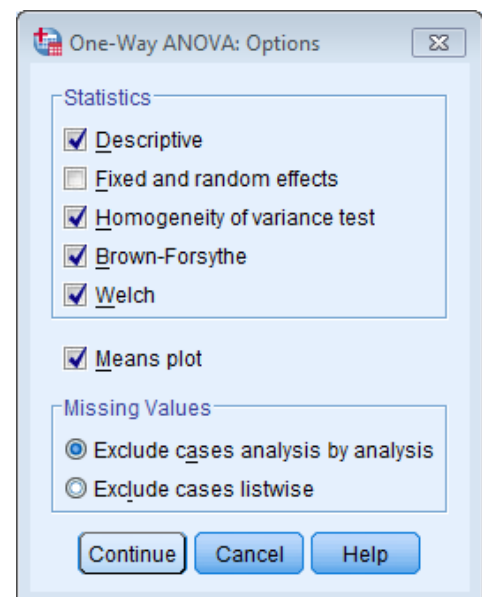 One-Way ANOVA: Options
Statistics
Descriptive
Fixed and random effects
Homogeneity of variance test
Brown-Forsythe
Welch
Means plot
Missing Values
Exclude cases analysis by analysis
Exclude cases listwise
Continue Cancel Help